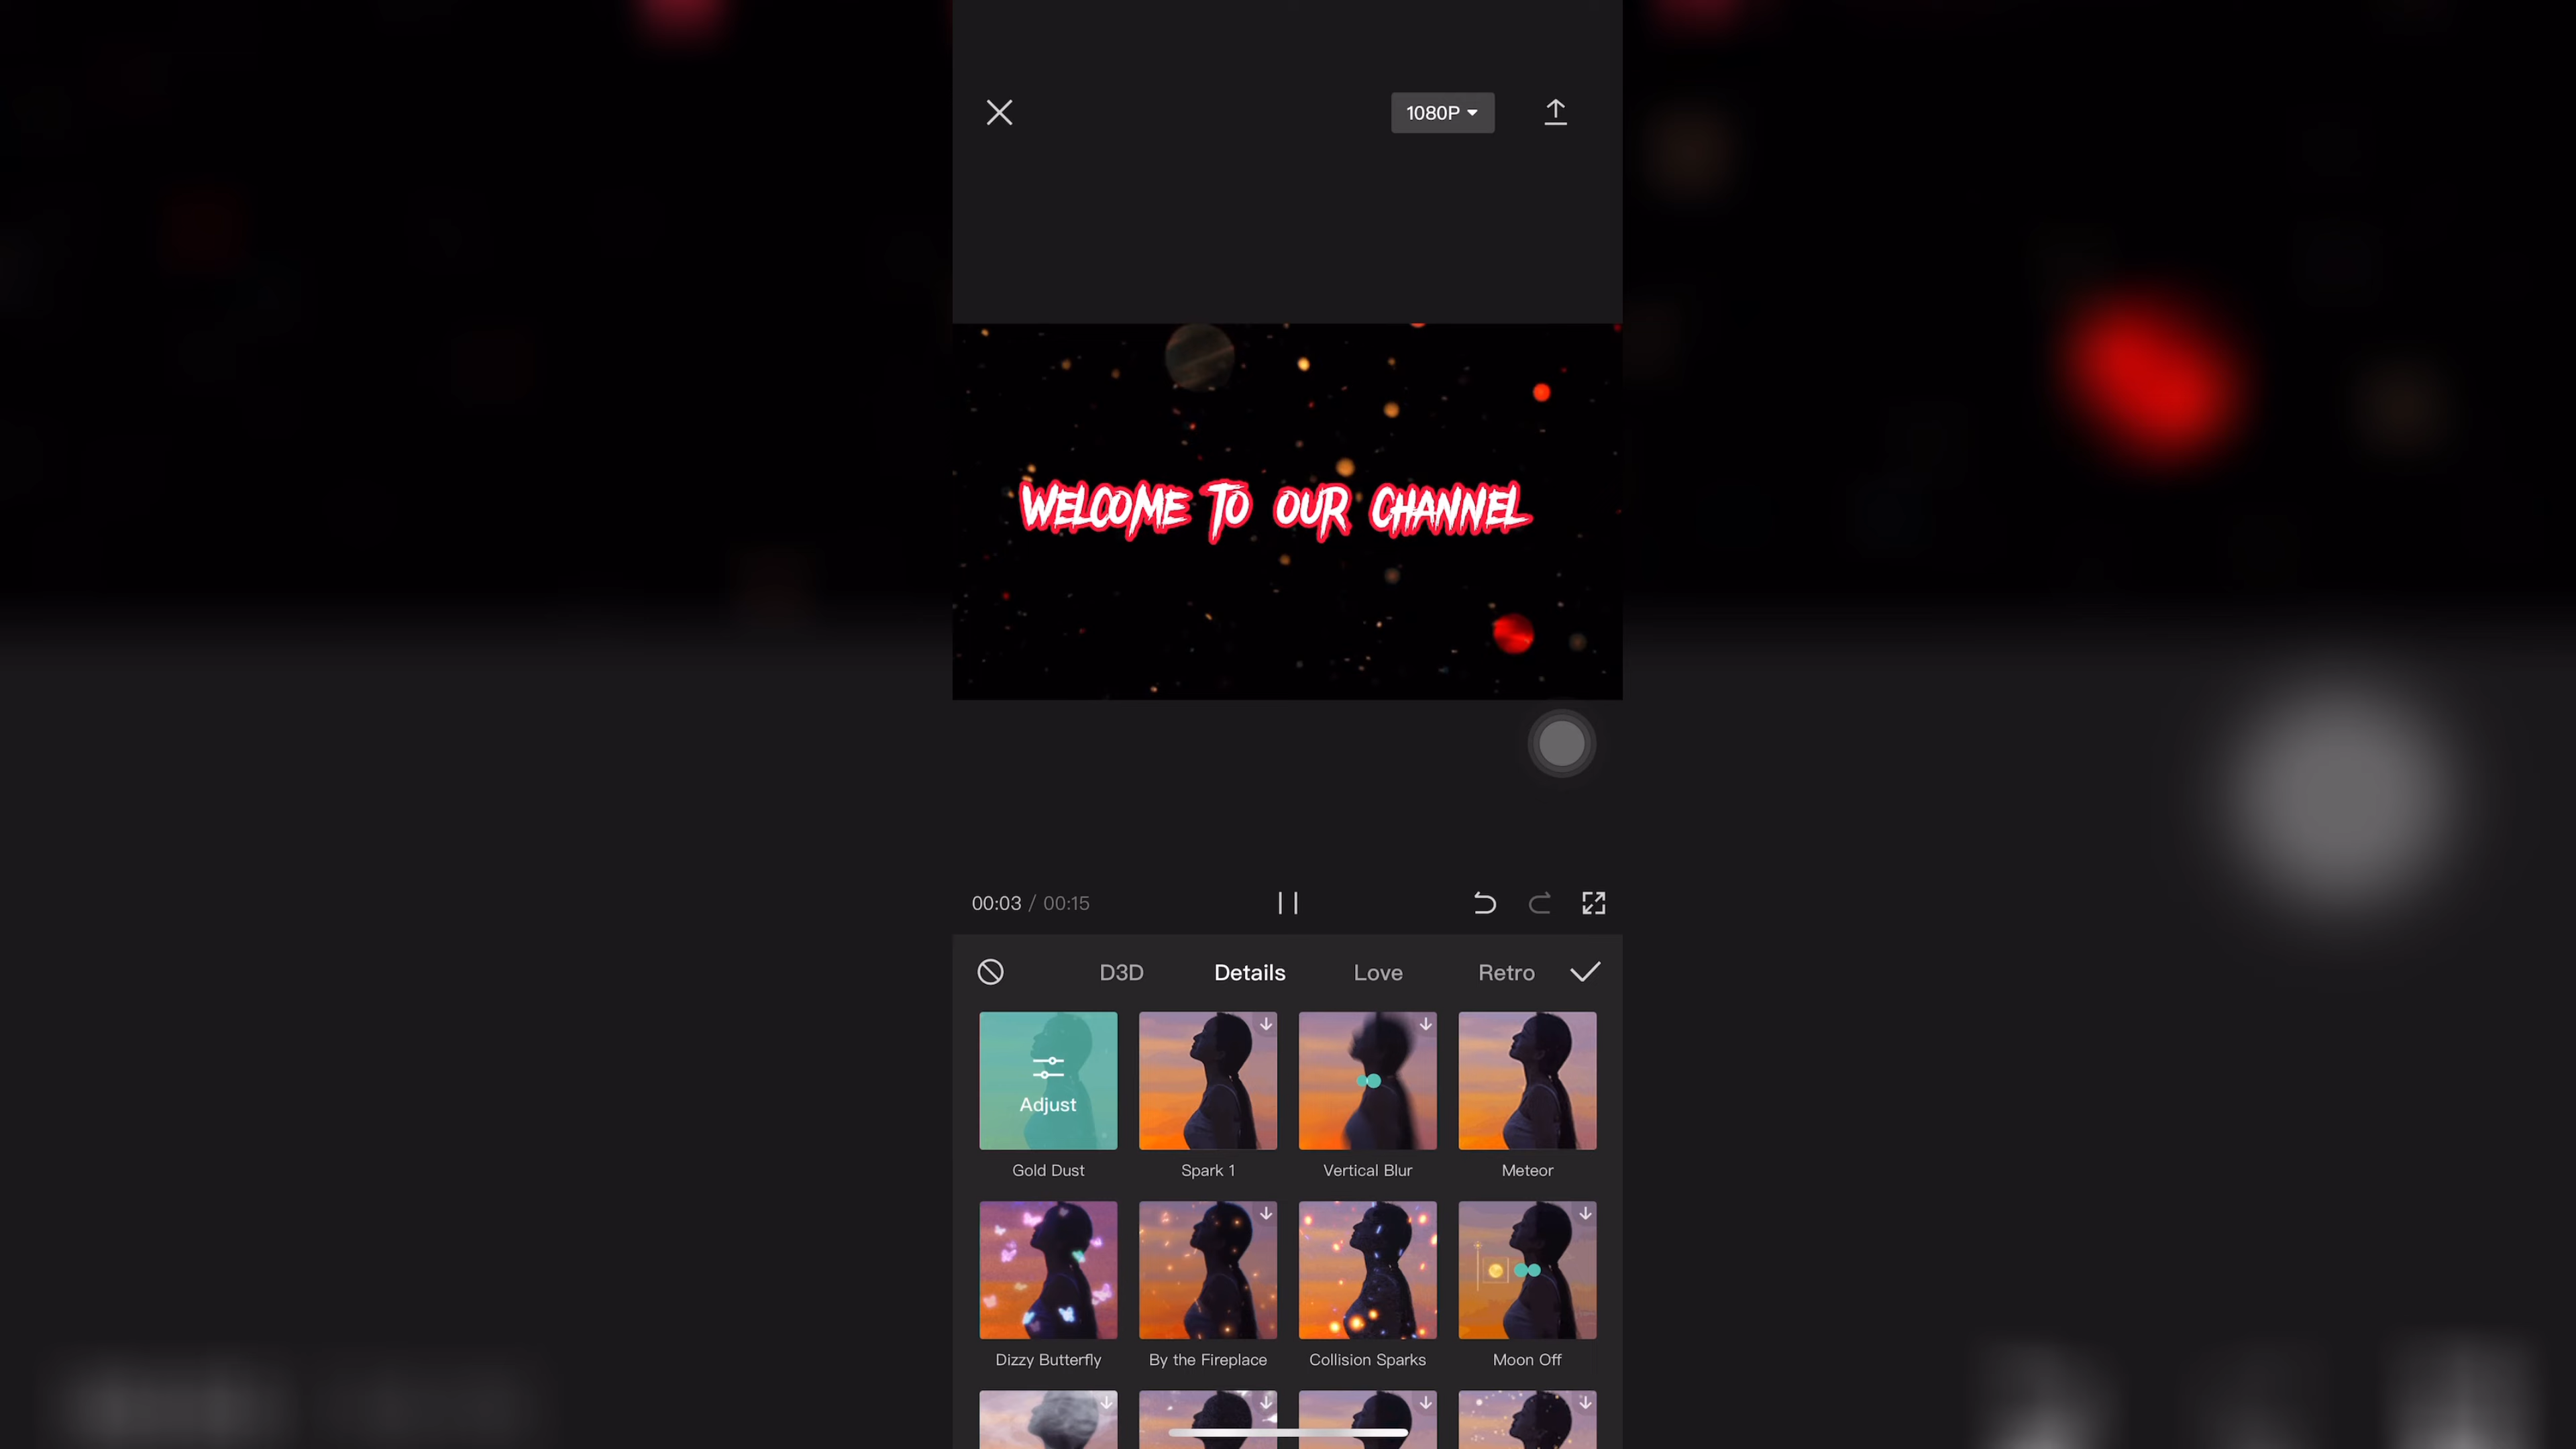 1080P
WELCOME TO OUR CHANNEL
00:03 / 00:15
D3D Details Love Retro
Adjust
Gold Dust Spark 1 Vertical Blur Meteor
Dizzy Butterfly By the Fireplace Collision Sparks Moon Off